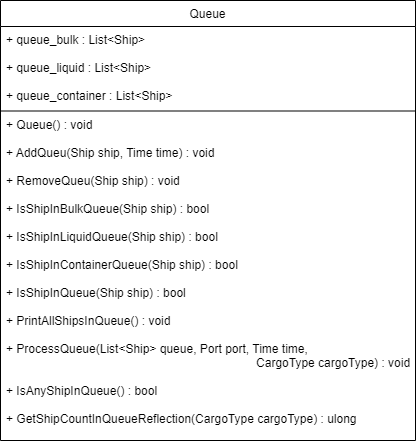 Queue
+ queue_bulk : List<Ship>
+ queue_liquid : List<Ship>
+ queue_container : List<Ship>
+ Queue() : void
+ AddQueu(Ship ship, Time time) : void
+ RemoveQueu(Ship ship) : void
+ IsShipInBulkQueue(Ship ship) : bool
+ IsShipInLiquidQueue(Ship ship) : bool
+ IsShipInContainerQueue(Ship ship) : bool
+ IsShipInQueue(Ship ship) : bool
+ PrintAllShipsInQueue() : void
+ ProcessQueue(List<Ship> queue, Port port, Time time,
CargoType cargoType) : void
+ IsAnyShipInQueue() : bool
+ GetShipCountInQueueReflection(CargoType cargoType) : ulong